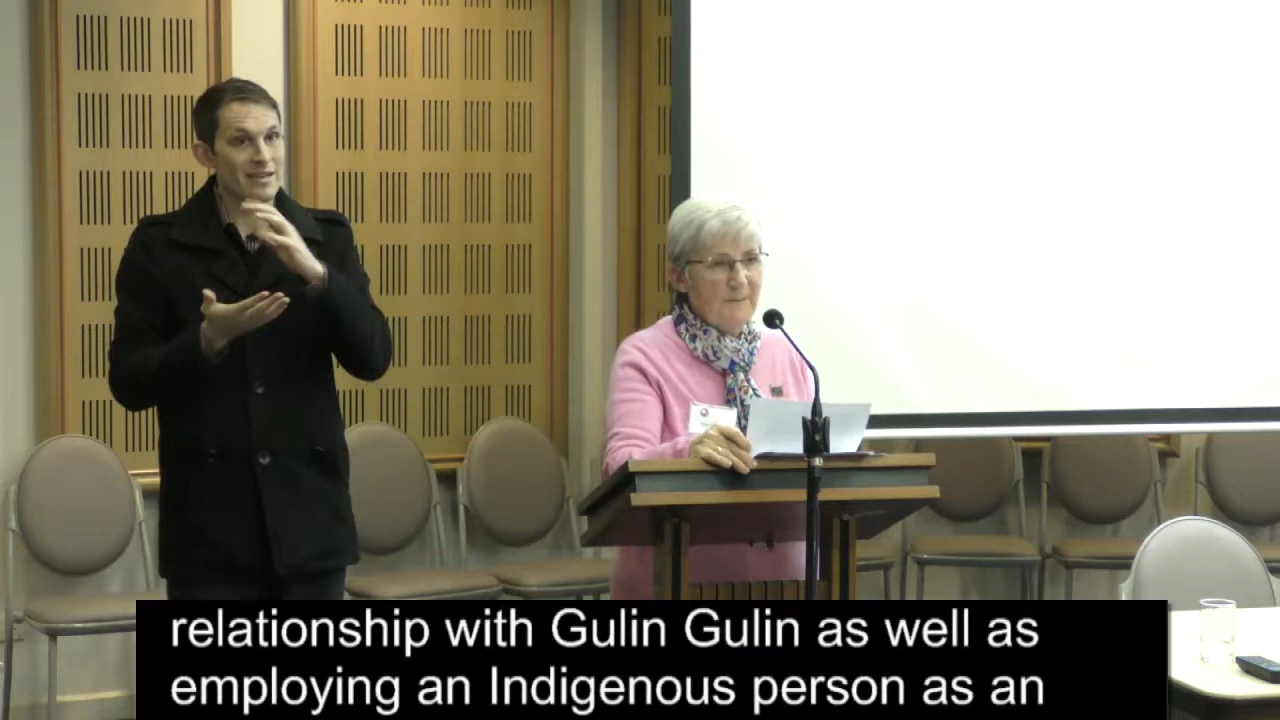 relationship with Gulin Gulin as well as
employing an Indigenous person as an